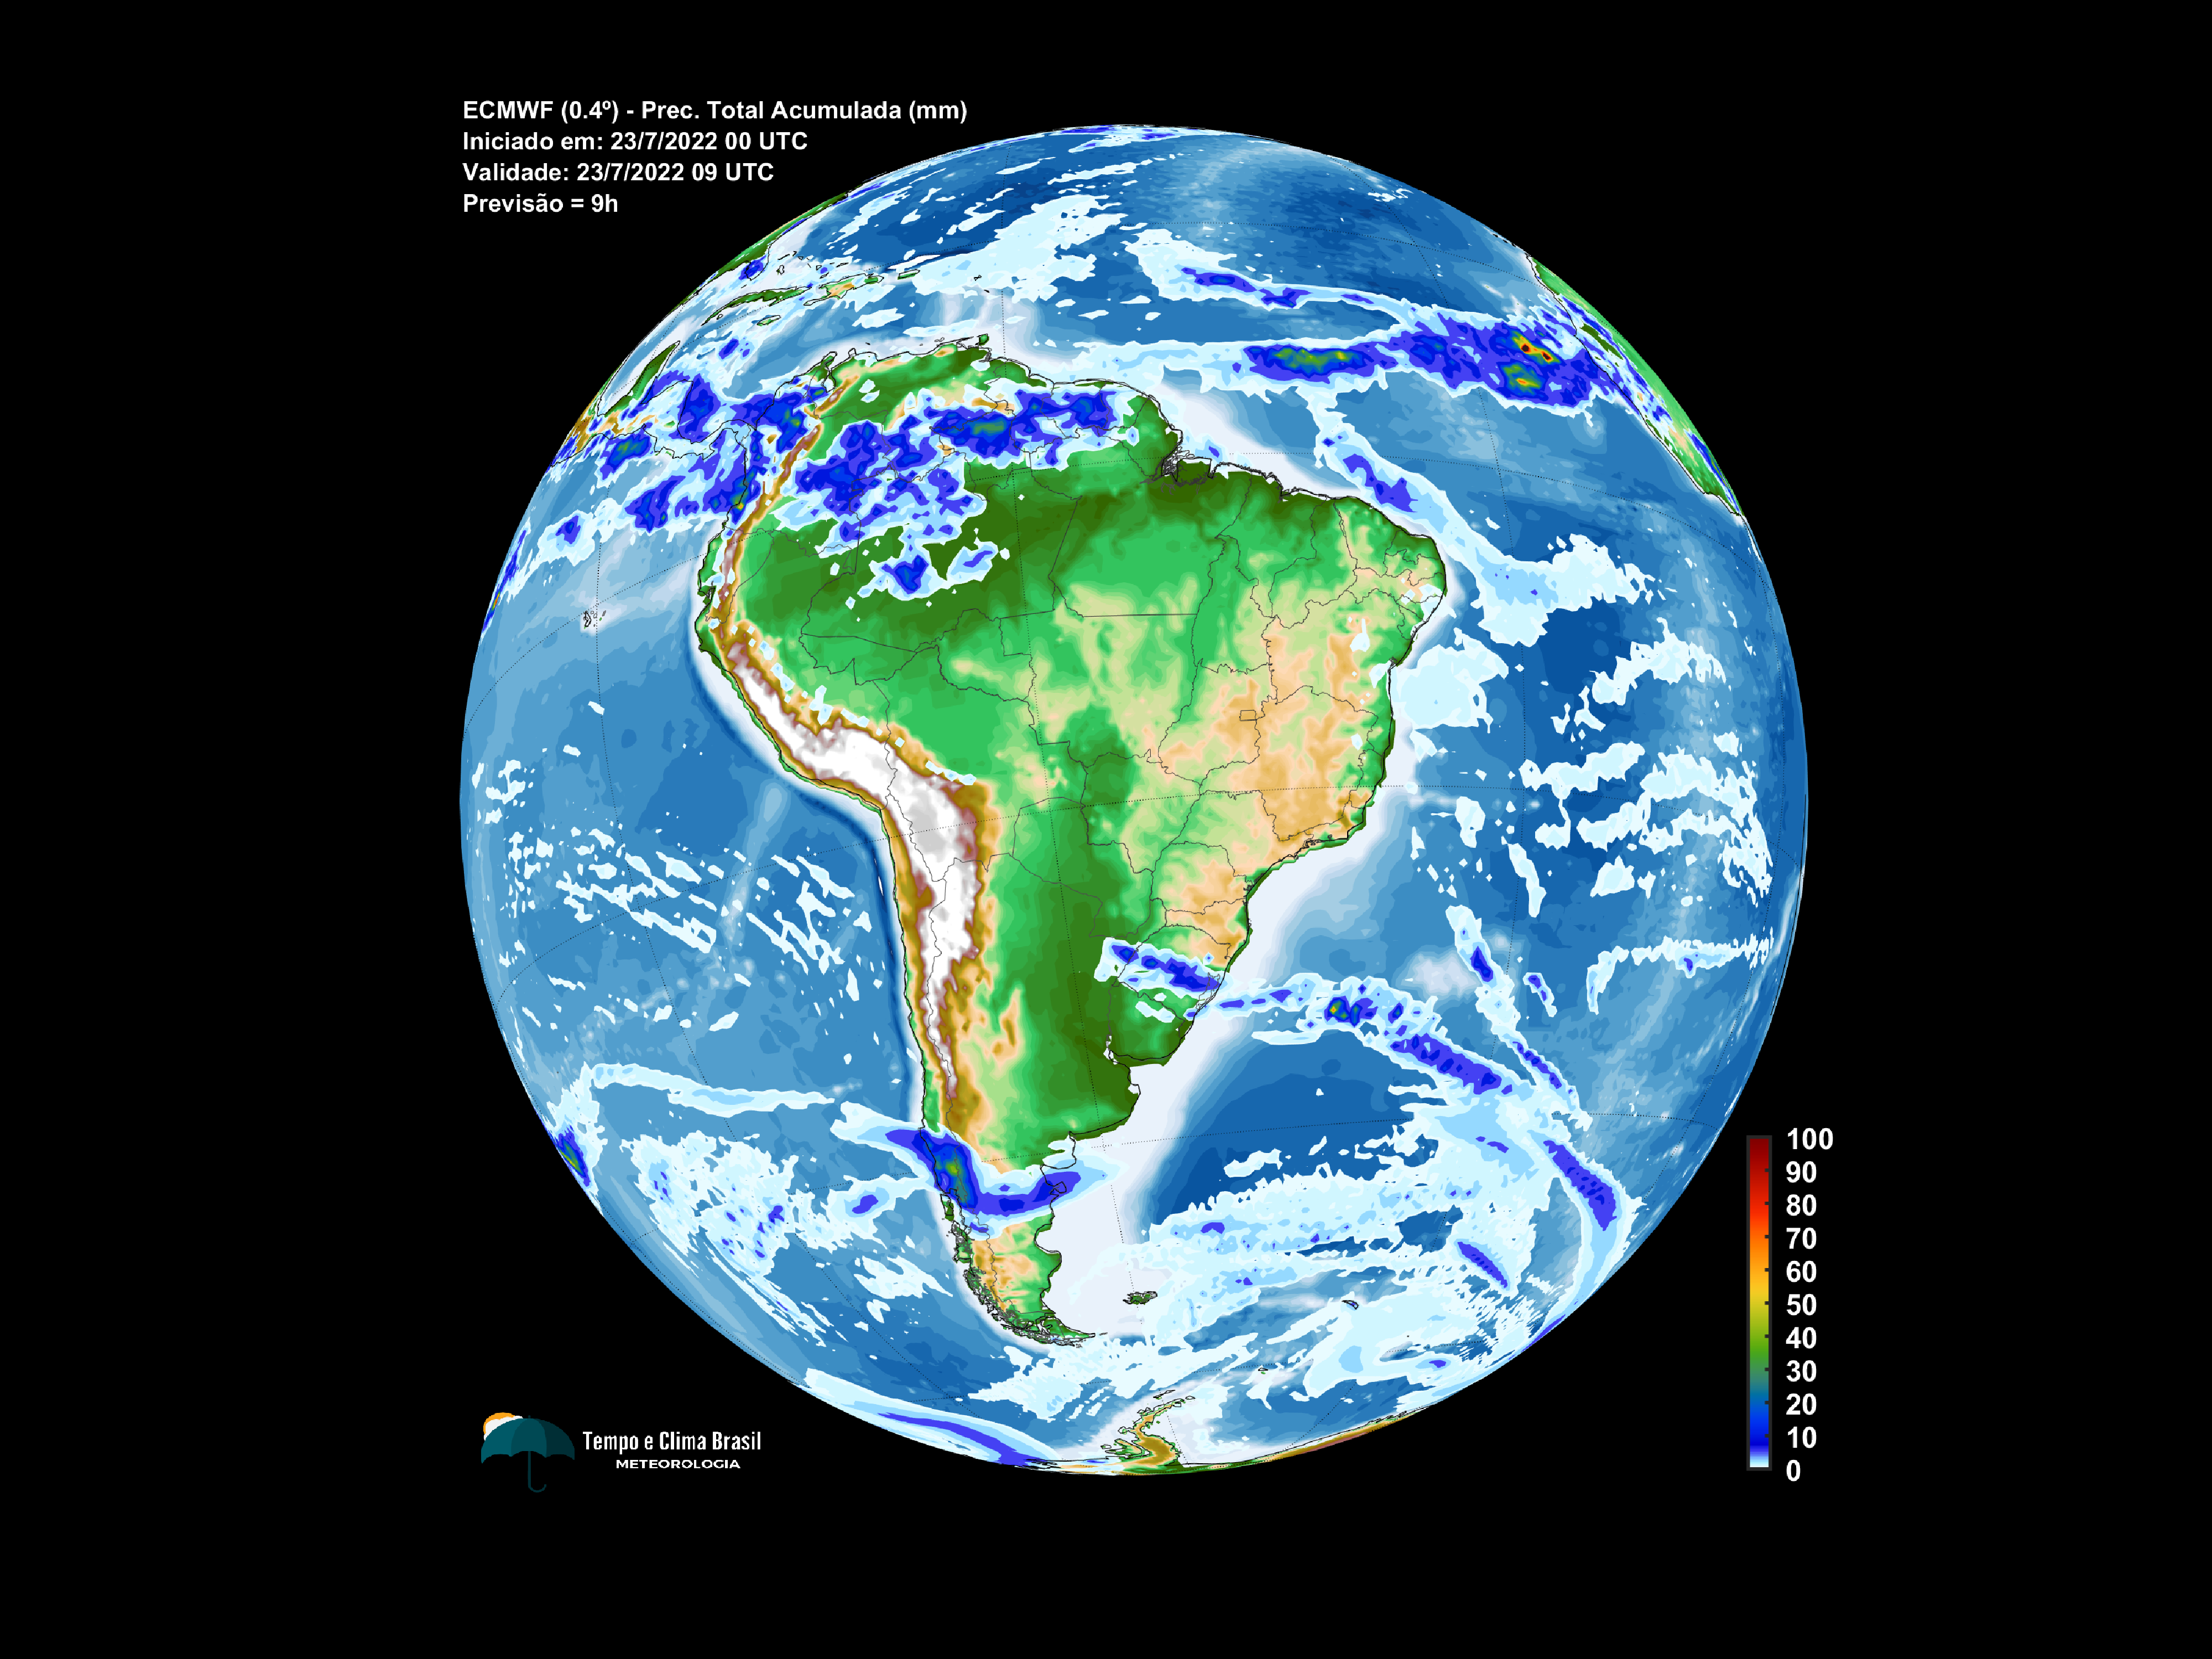 ECMWF (0.4º) - Prec. Total Acumulada (mm)
Iniciado em: 23/7/2022 00 UTC
Validade: 23/7/2022 09 UTC
Previsão = 9h
100
90
80
70
60
50
40
30
20
10
0
Tempo e Clima Brasil
METEOROLOGIA